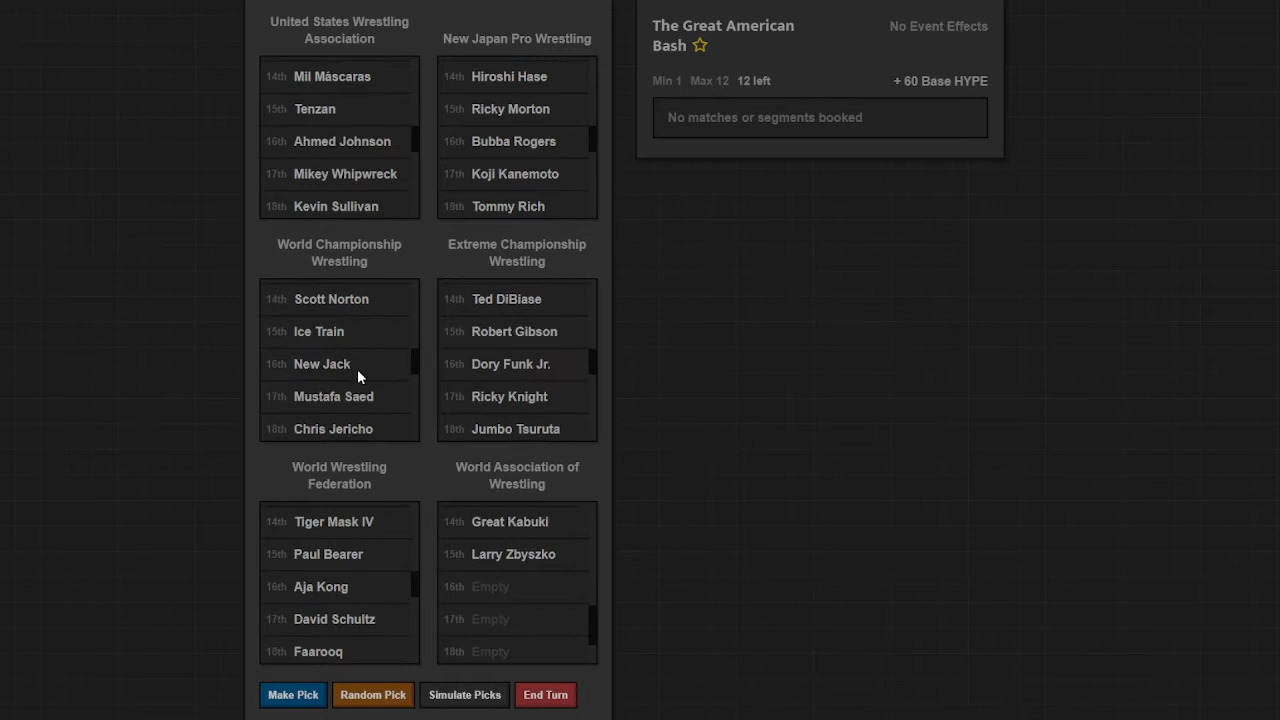 United States Wrestling
Association
14th Mil Máscaras
15th Tenzan
16th Ahmed Johnson
17th Mikey Whipwreck
18th Kevin Sullivan
New Japan Pro Wrestling
14th Hiroshi Hase
15th Ricky Morton
16th Bubba Rogers
17th Koji Kanemoto
18th Tommy Rich
World Championship
Wrestling
14th Scott Norton
15th Ice Train
16th New Jack
17th Mustafa Saed
18th Chris Jericho
Extreme Championship
Wrestling
14th Ted DiBiase
15th Robert Gibson
16th Dory Funk Jr.
17th Ricky Knight
18th Jumbo Tsuruta
World Wrestling
Federation
14th Tiger Mask IV
15th Paul Bearer
16th Aja Kong
17th David Schultz
18th Faarooq
World Association of
Wrestling
14th Great Kabuki
15th Larry Zbyszko
16th Empty
17th Empty
18th Empty
Make Pick Random Pick Simulate Picks End Turn
The Great American
Bash
No Event Effects
Min 1 Max 12 12 left + 60 Base HYPE
No matches or segments booked